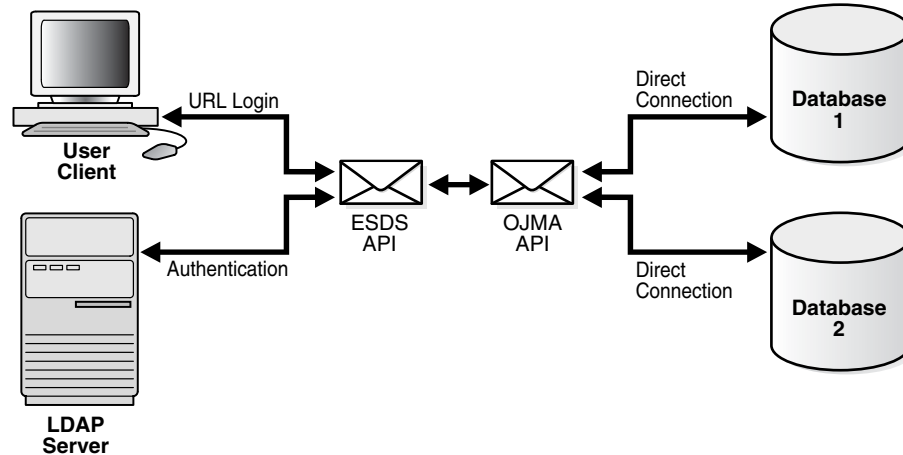 URL Login
User
Client
Authentication
LDAP
Server
ESDS
API
OJMA
API
Direct
Connection
Database
1
Direct
Connection
Database
2